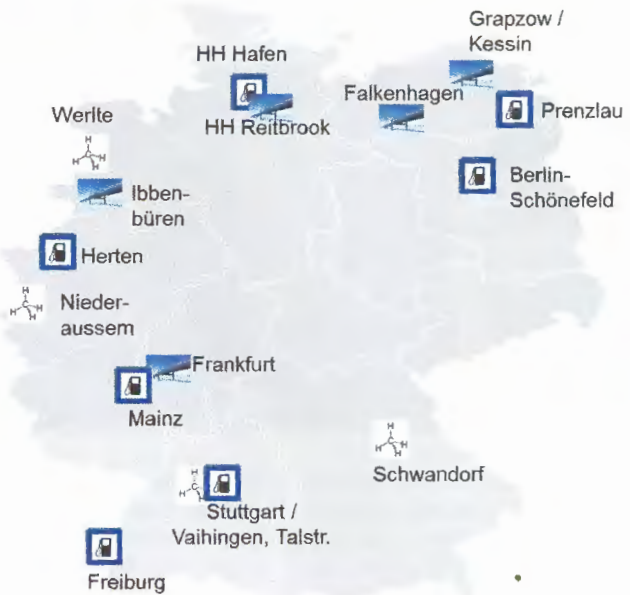 Grapzow /
Kessin
HH Hafen
HH Reitbrook
Falkenhagen
Prenzlau
Werlte
Berlin-
Schönefeld
Ibben-
büren
Herten
Nieder-
aussem
Frankfurt
Mainz
Schwandorf
Stuttgart /
Vaihingen, Talstr.
Freiburg